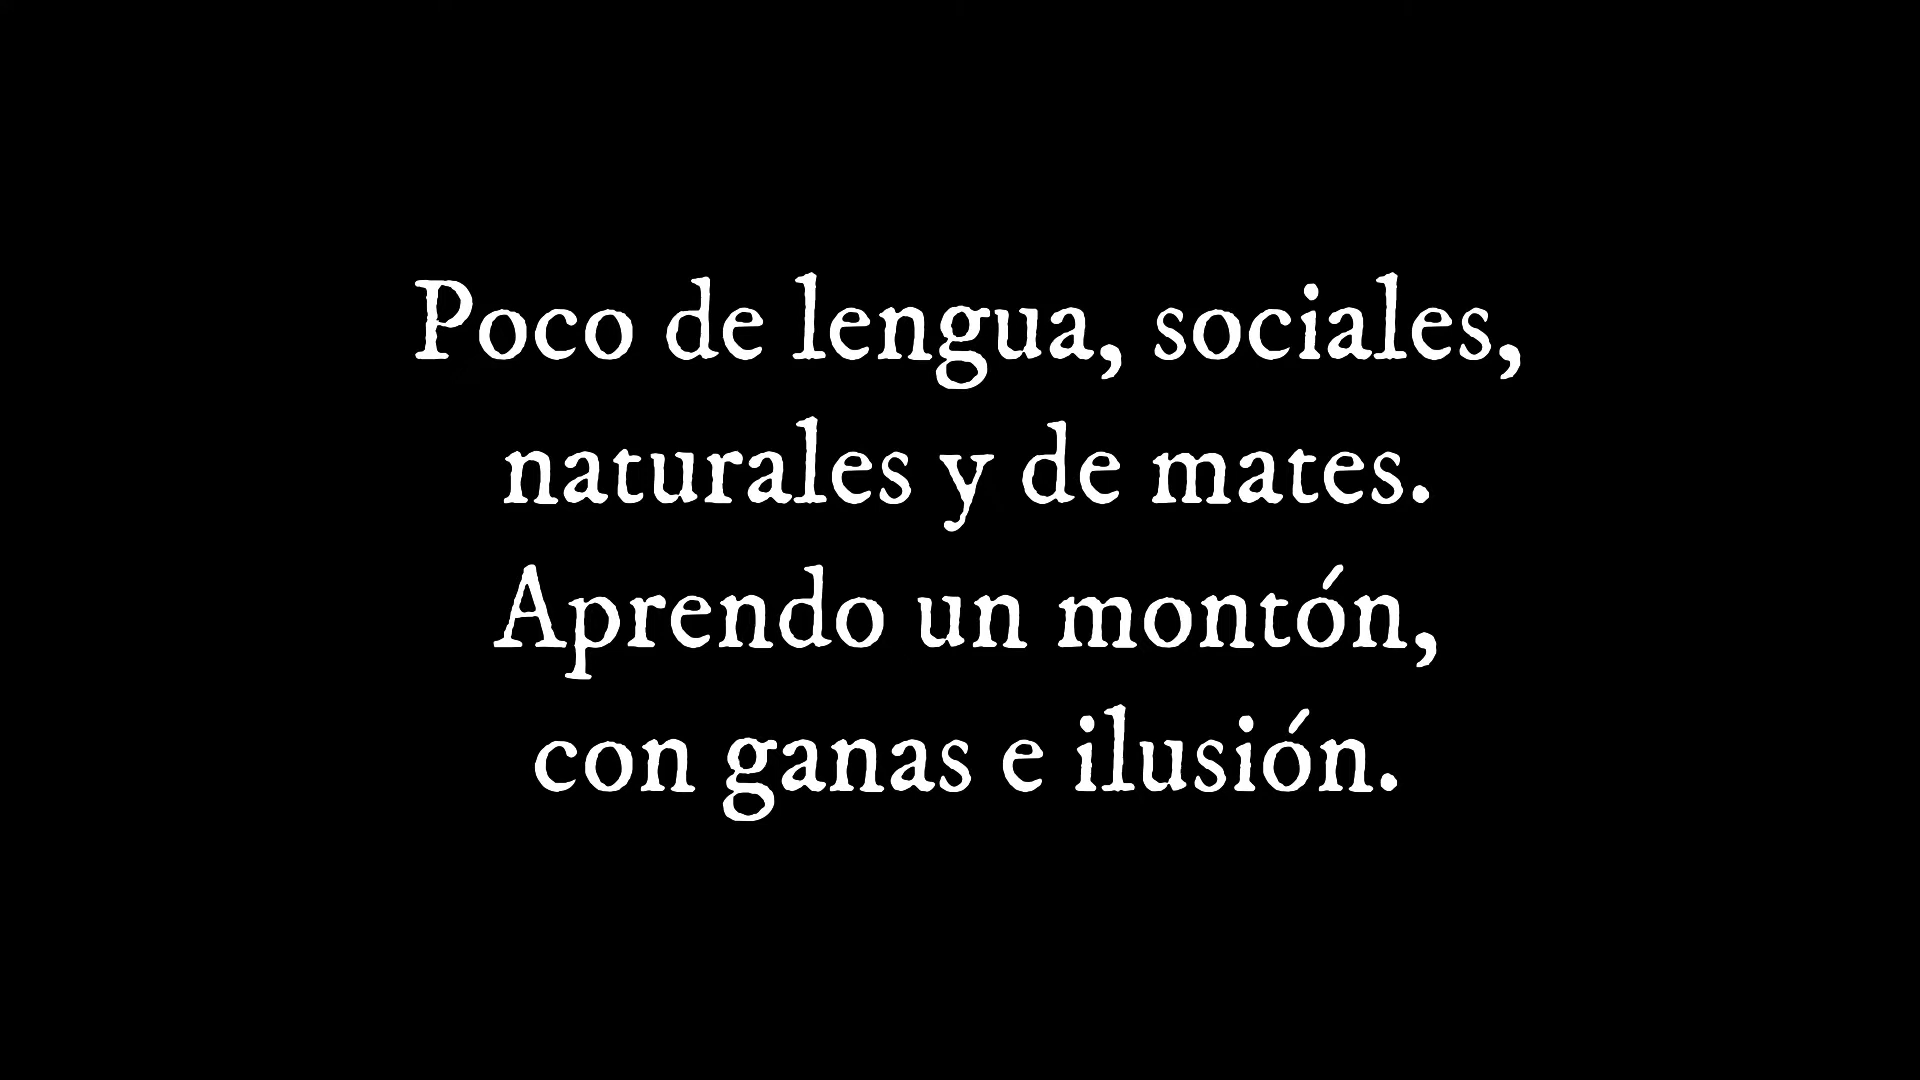 Poco de lengua, sociales,
naturales y de mates.
Aprendo un montón,
con ganas e ilusión.